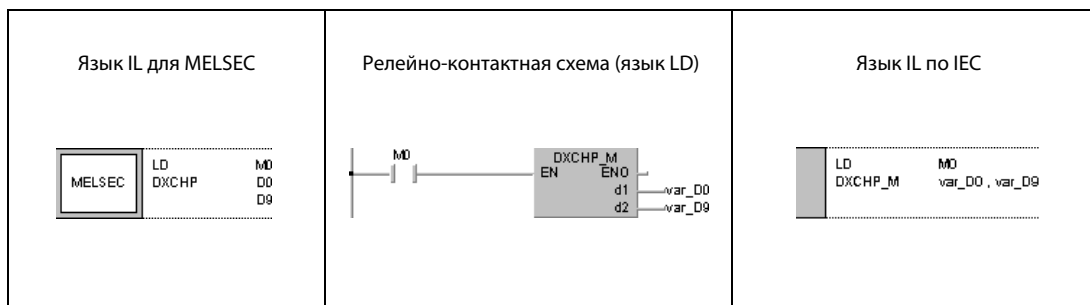 Язык IL для MELSEC
MELSEC
LD M0
DXCHP D0
D9
Релейно-контактная схема (язык LD)
M0
DXCHP_M
EN ENO
d1 var_D0
d2 var_D9
Язык IL по IEC
LD M0
DXCHP_M var_D0 , var_D9